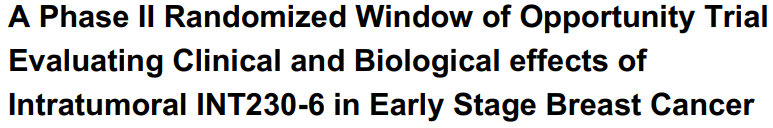 A Phase II Randomized Window of Opportunity Trial
Evaluating Clinical and Biological effects of
Intratumoral INT230-6 in Early Stage Breast Cancer